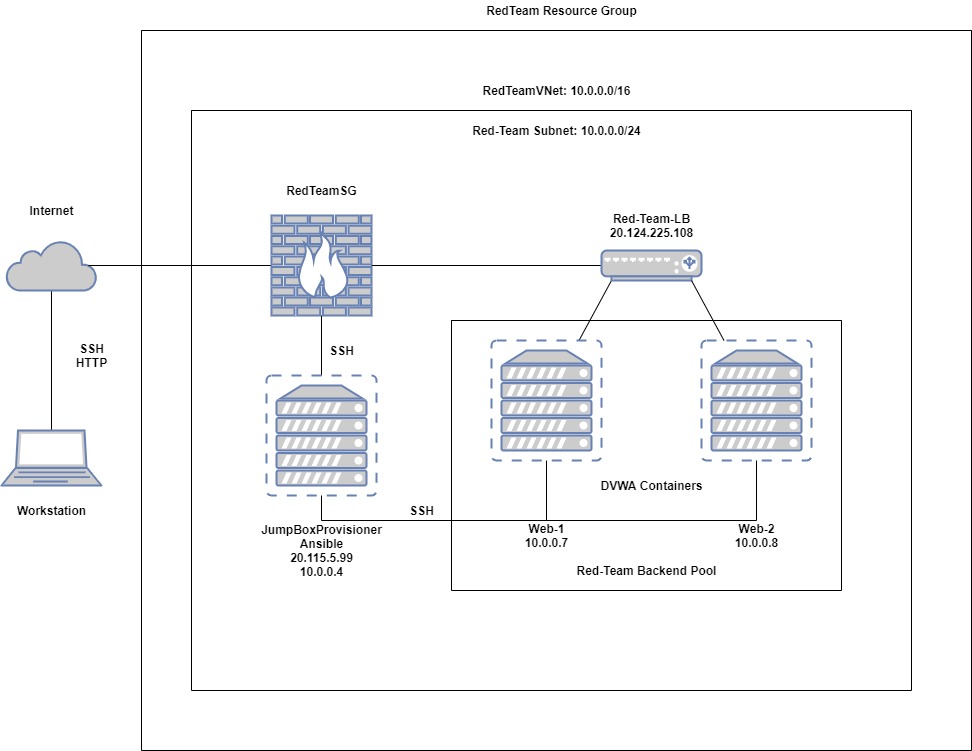 RedTeam Resource Group
RedTeamVNet: 10.0.0.0/16
Red-Team Subnet: 10.0.0.0/24
RedTeamSG
Internet
Red-Team-LB
20.124.225.108
SSH
HTTP
SSH
Workstation
DVWA Containers
SSH
JumpBoxProvisioner
Ansible
20.115.5.99
10.0.0.4
Web-1
10.0.0.7
Web-2
10.0.0.8
Red-Team Backend Pool